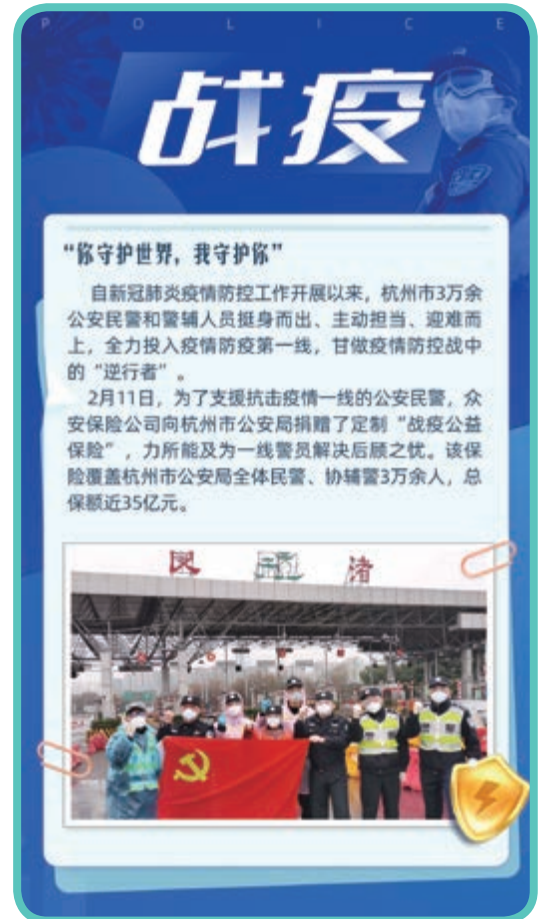 POLICE
战疫
“你守护世界，我守护你”
自新冠肺炎疫情防控工作开展以来，杭州市3万余
公安民警和警辅人员挺身而出、主动担当、迎难而
上，全力投入疫情防疫第一线，甘做疫情防控战中
的“逆行者”。
2月11日，为了支援抗击疫情一线的公安民警，众
安保险公司向杭州市公安局捐赠了定制“战疫公益
保险”，力所能及为一线警员解决后顾之忧。该保
险覆盖杭州市公安局全体民警、协辅警3万余人，总
保额近35亿元。
良 渚